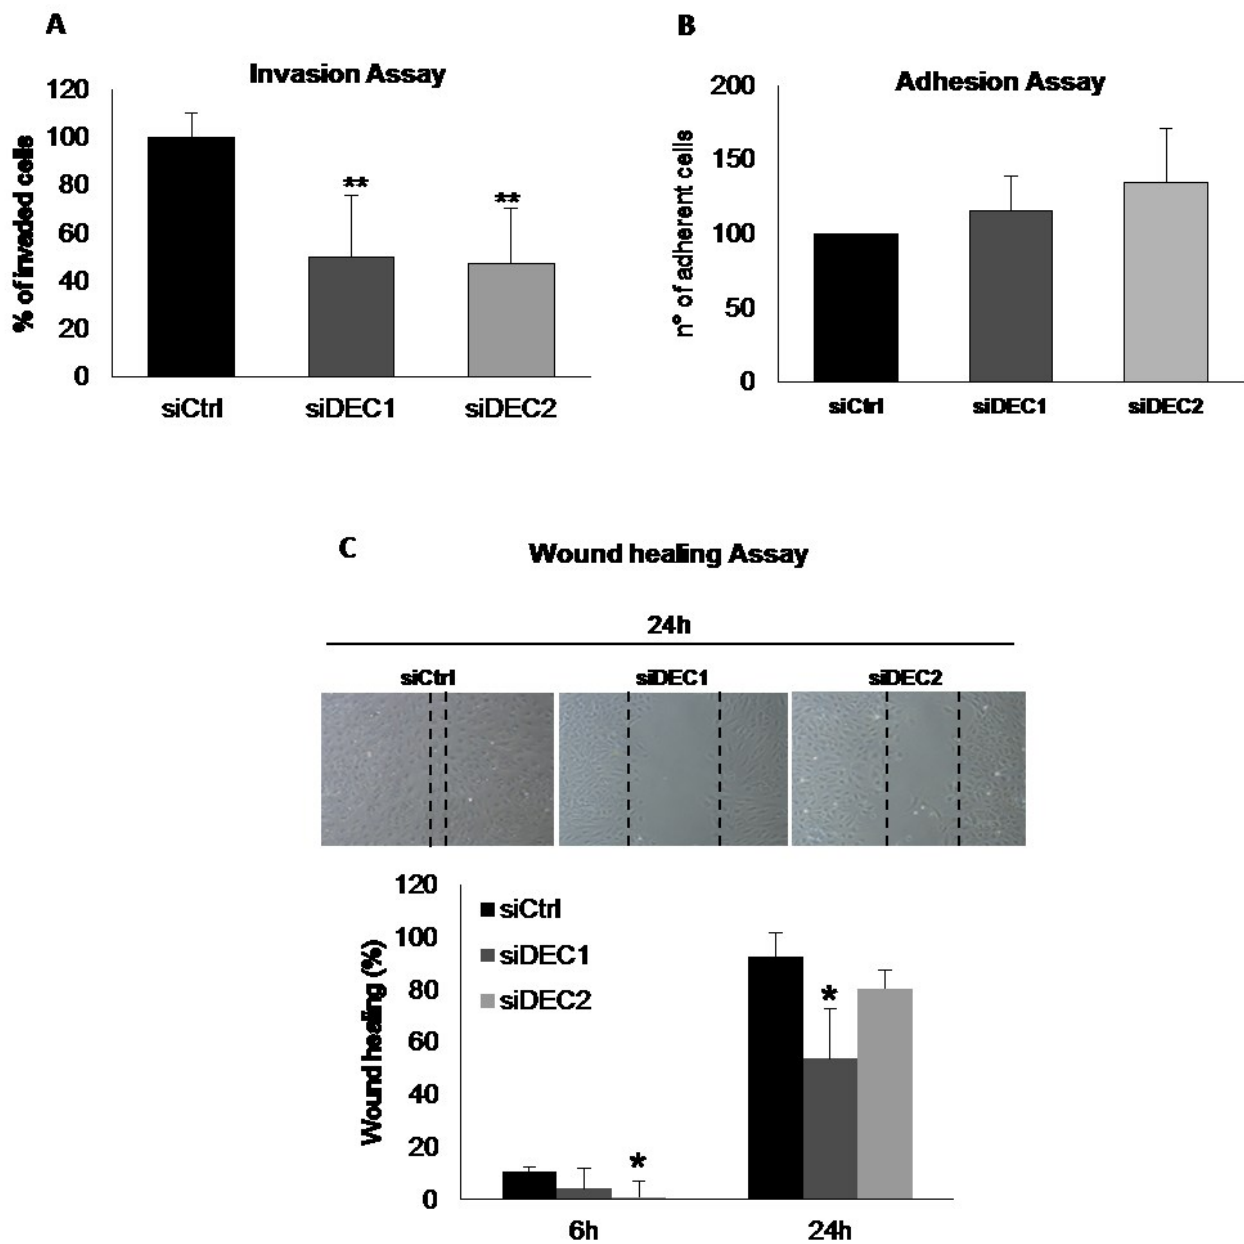 A
Invasion Assay
% of invaded cells
120
100
80
60
40
20
0
**
**
siCtrl
siDEC1
siDEC2
B
Adhesion Assay
n° of adherent cells
200
150
100
50
0
siCtrl
siDEC1
siDEC2
C
Wound healing Assay
24h
siCtrl
siDEC1
siDEC2
Wound healing (%)
120
100
80
60
40
20
0
siCtrl
siDEC1
siDEC2
*
*
6h
24h